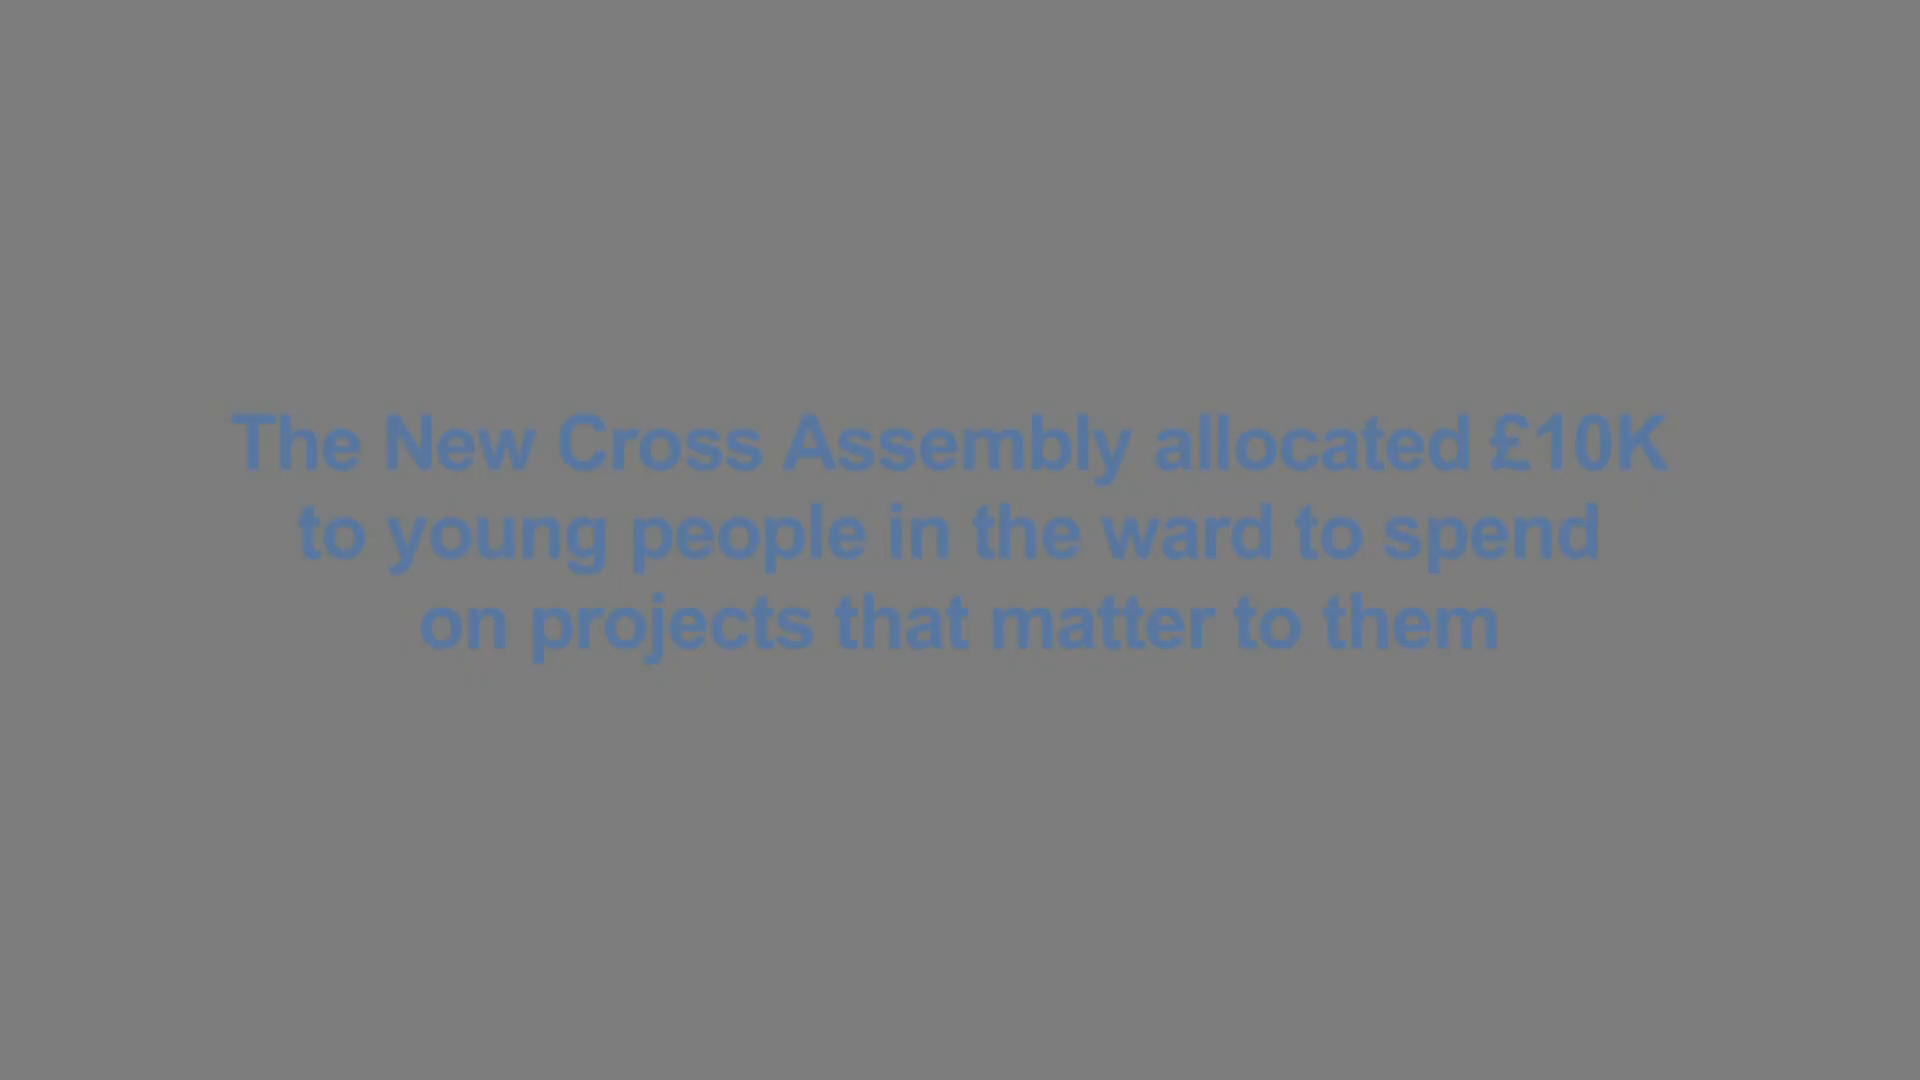 The New Cross Assembly allocated £10K
to young people in the ward to spend
on projects that matter to them